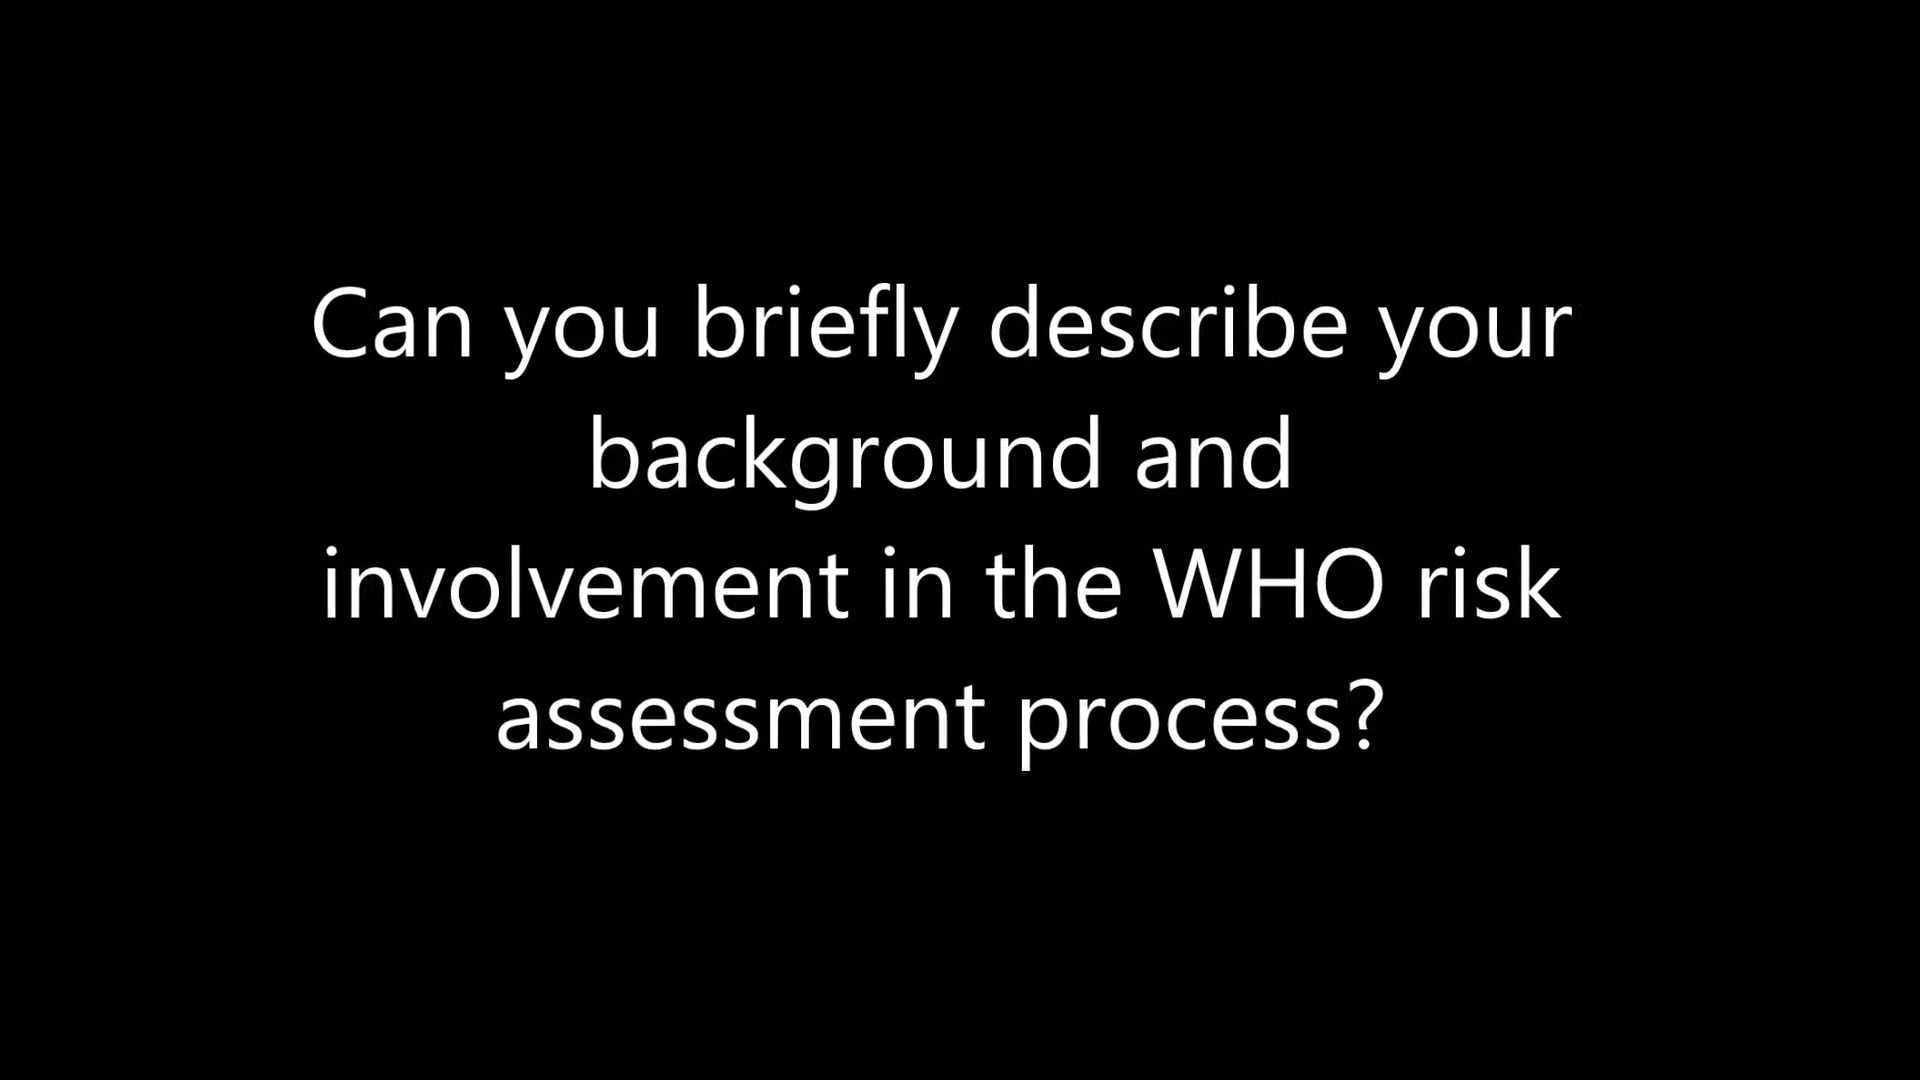 Can you briefly describe your
background and
involvement in the WHO risk
assessment process?